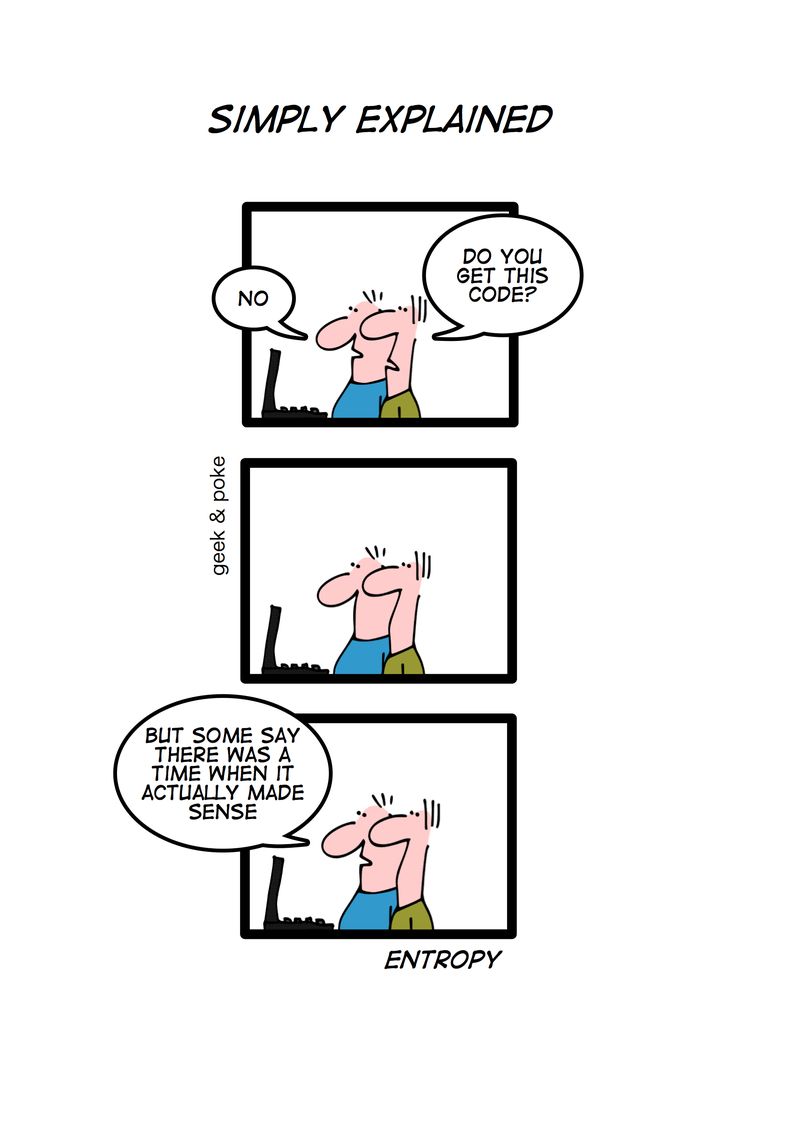 SIMPLY EXPLAINED
DO YOU
GET THIS
CODE?
NO
geek & poke
BUT SOME SAY
THERE WAS A
TIME WHEN IT
ACTUALLY MADE
SENSE
ENTROPY